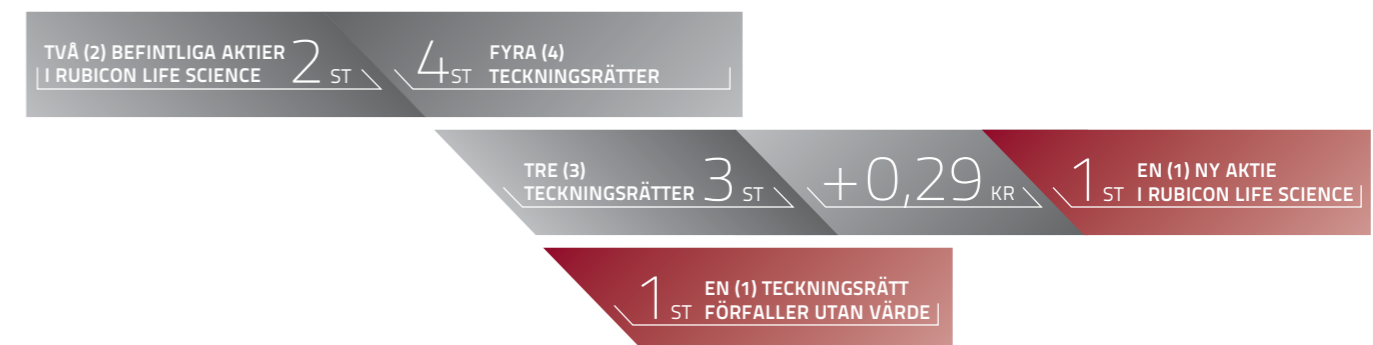 TVÅ (2) BEFINTLIGA AKTIER
I RUBICON LIFE SCIENCE
2 ST
4 ST
FYRA (4)
TECKNINGSRÄTTER
TRE (3)
TECKNINGSRÄTTER
3 ST
+0,29 KR
1 ST
EN (1) NY AKTIE
I RUBICON LIFE SCIENCE
1 ST
EN (1) TECKNINGSRÄTT
FÖRFALLER UTAN VÄRDE